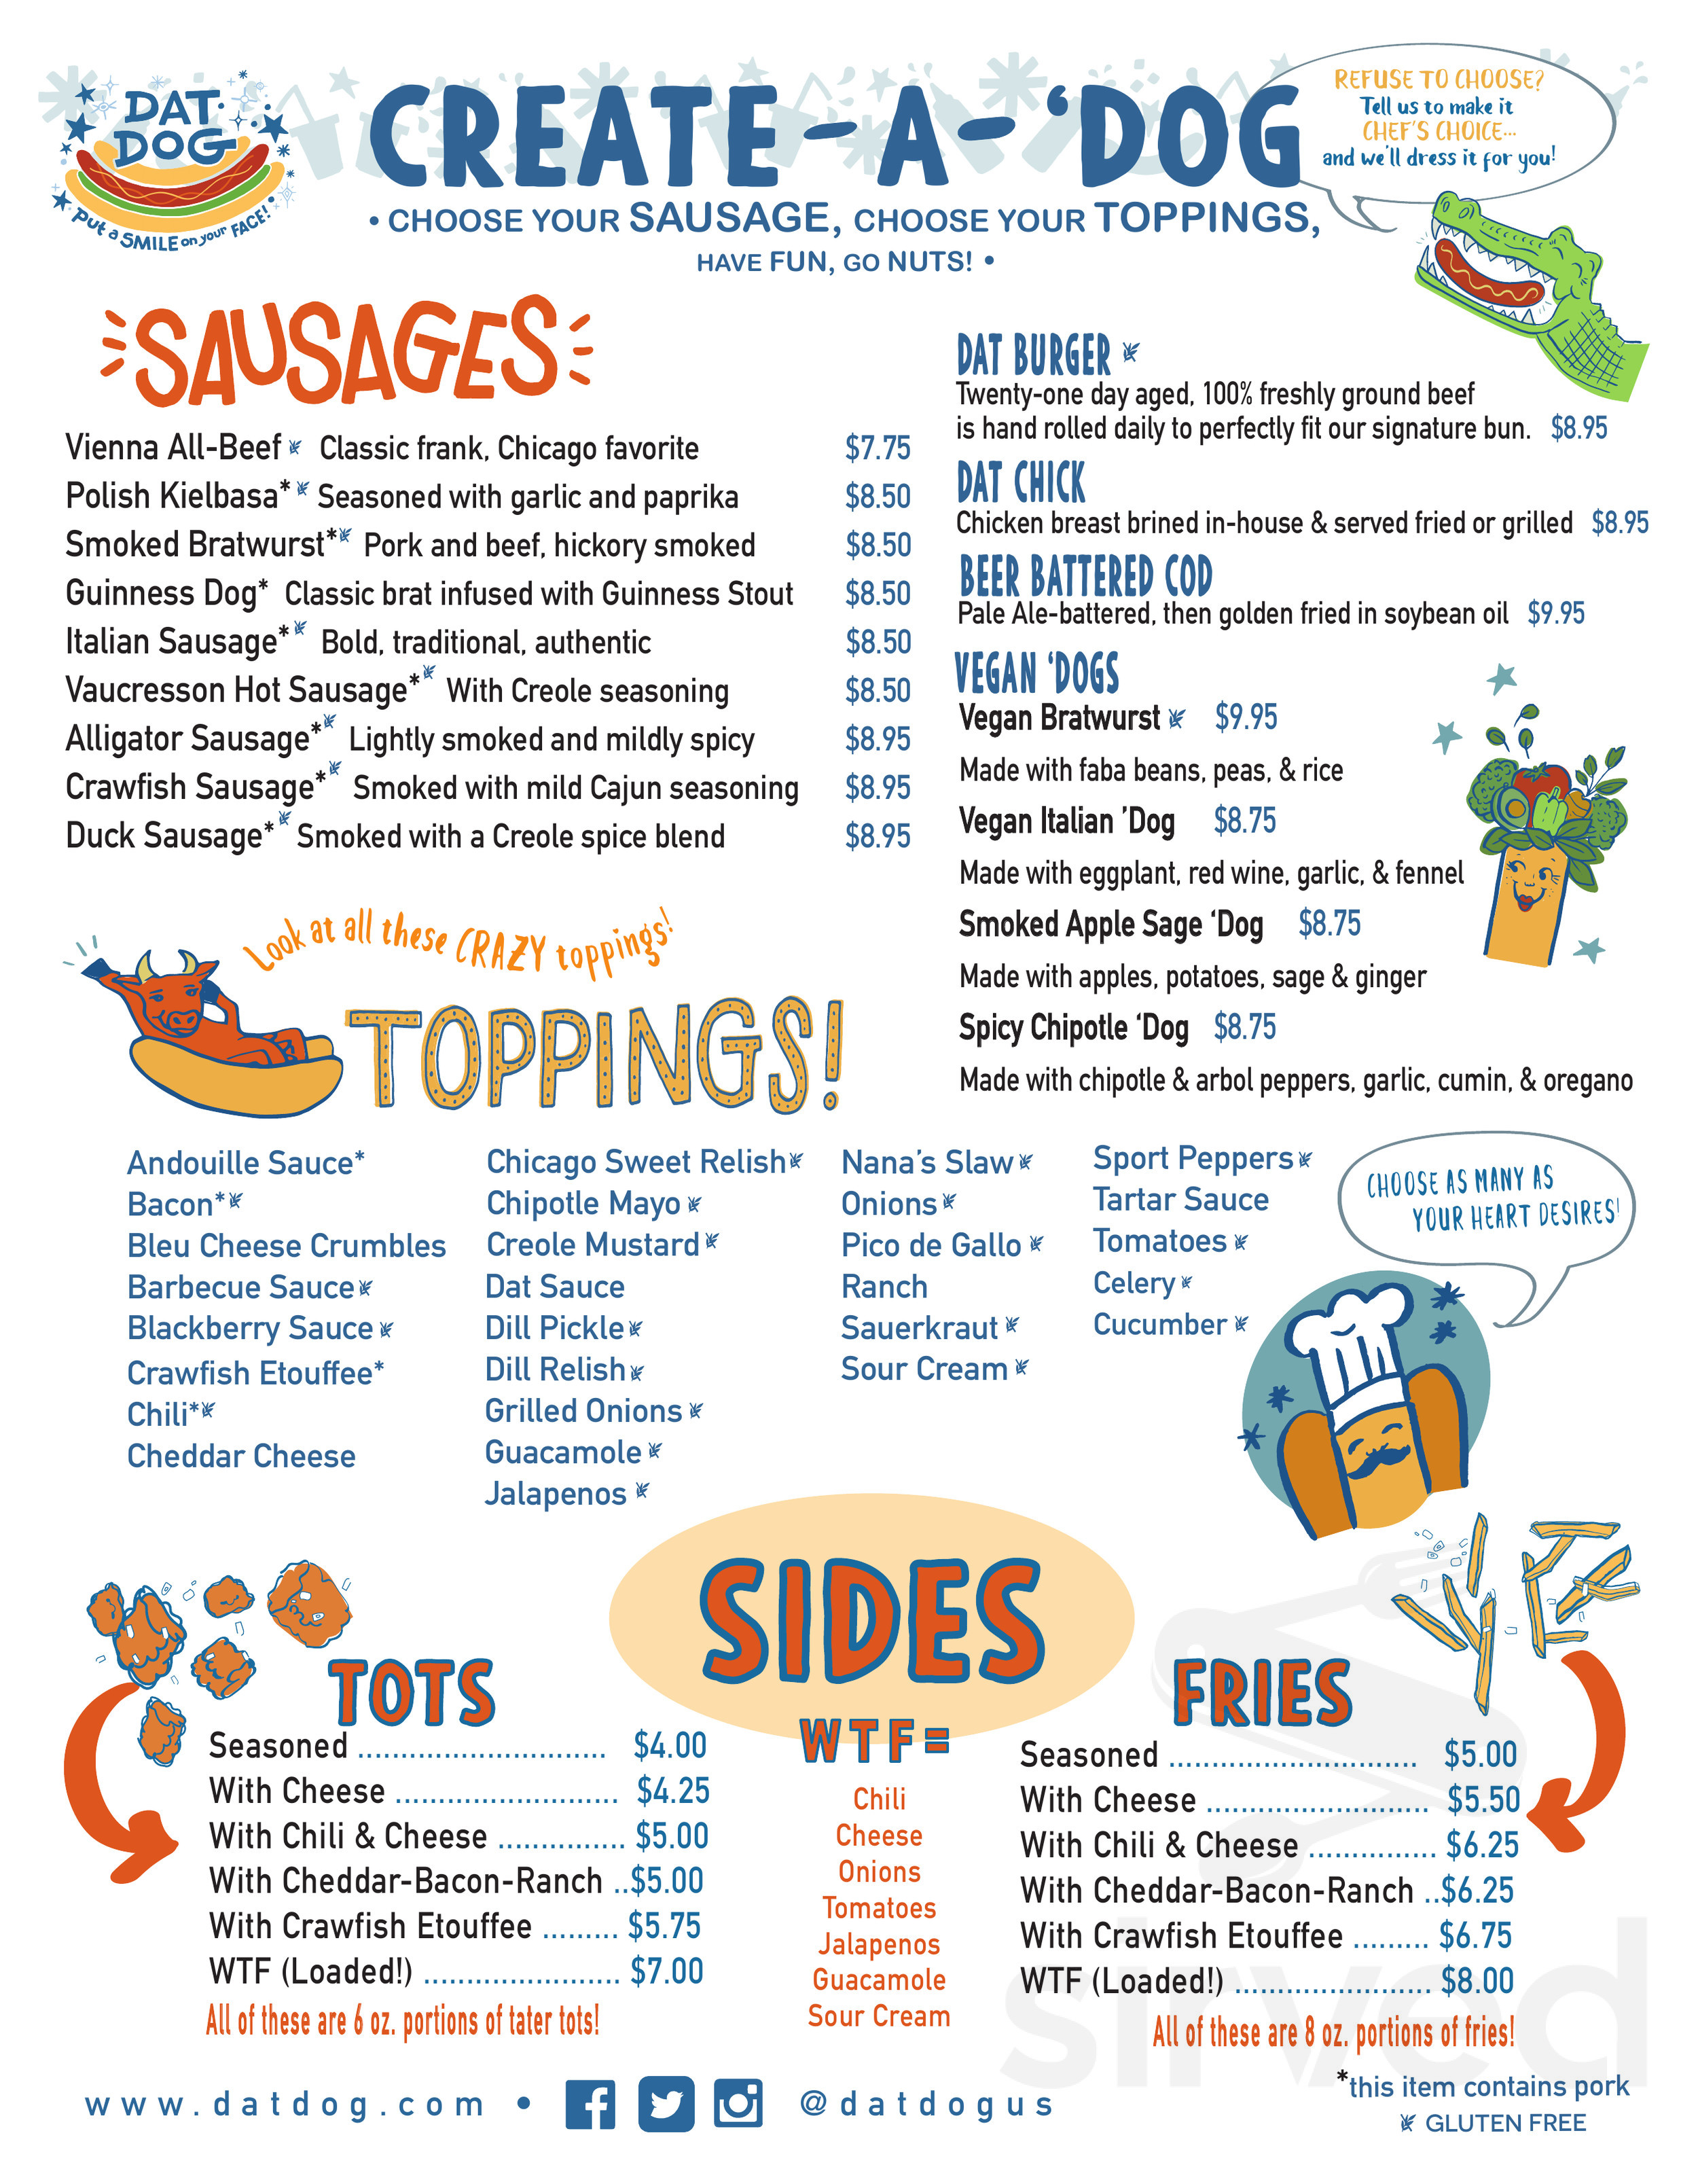 DAT
DOG
Put a SMILE on your FACE!
CREATE-A-'DOG
• CHOOSE YOUR SAUSAGE, CHOOSE YOUR TOPPINGS,
HAVE FUN, GO NUTS! •
REFUSE TO CHOOSE?
Tell us to make it
CHEF'S CHOICE...
and we'll dress it for you!
SAUSAGES
Vienna All-Beef Classic frank, Chicago favorite $7.75
Polish Kielbasa* Seasoned with garlic and paprika $8.50
Smoked Bratwurst* Pork and beef, hickory smoked $8.50
Guinness Dog* Classic brat infused with Guinness Stout $8.50
Italian Sausage* Bold, traditional, authentic $8.50
Vaucresson Hot Sausage* With Creole seasoning $8.50
Alligator Sausage* Lightly smoked and mildly spicy $8.95
Crawfish Sausage* Smoked with mild Cajun seasoning $8.95
Duck Sausage* Smoked with a Creole spice blend $8.95
DAT BURGER
Twenty-one day aged, 100% freshly ground beef
is hand rolled daily to perfectly fit our signature bun. $8.95
DAT CHICK
Chicken breast brined in-house & served fried or grilled $8.95
BEER BATTERED COD
Pale Ale-battered, then golden fried in soybean oil $9.95
VEGAN 'DOGS
Vegan Bratwurst $9.95
Made with faba beans, peas, & rice
Vegan Italian 'Dog $8.75
Made with eggplant, red wine, garlic, & fennel
Smoked Apple Sage 'Dog $8.75
Made with apples, potatoes, sage & ginger
Spicy Chipotle 'Dog $8.75
Made with chipotle & arbol peppers, garlic, cumin, & oregano
Look at all these CRAZY toppings!
TOPPINGS!
Andouille Sauce*
Bacon*
Bleu Cheese Crumbles
Barbecue Sauce
Blackberry Sauce
Crawfish Etouffee*
Chili*
Cheddar Cheese
Chicago Sweet Relish
Chipotle Mayo
Creole Mustard
Dat Sauce
Dill Pickle
Dill Relish
Grilled Onions
Guacamole
Jalapenos
Nana's Slaw
Onions
Pico de Gallo
Ranch
Sauerkraut
Sour Cream
Sport Peppers
Tartar Sauce
Tomatoes
Celery
Cucumber
CHOOSE AS MANY AS
YOUR HEART DESIRES!
SIDES
TOTS
Seasoned ............................. $4.00
With Cheese .......................... $4.25
With Chili & Cheese ............... $5.00
With Cheddar-Bacon-Ranch ..$5.00
With Crawfish Etouffee ......... $5.75
WTF (Loaded!) ....................... $7.00
All of these are 6 oz. portions of tater tots!
WTF=
Chili
Cheese
Onions
Tomatoes
Jalapenos
Guacamole
Sour Cream
FRIES
Seasoned ............................. $5.00
With Cheese .......................... $5.50
With Chili & Cheese ............... $6.25
With Cheddar-Bacon-Ranch ..$6.25
With Crawfish Etouffee ......... $6.75
WTF (Loaded!) ....................... $8.00
All of these are 8 oz. portions of fries!
sirved
www.datdog.com • @datdogus
*this item contains pork
GLUTEN FREE